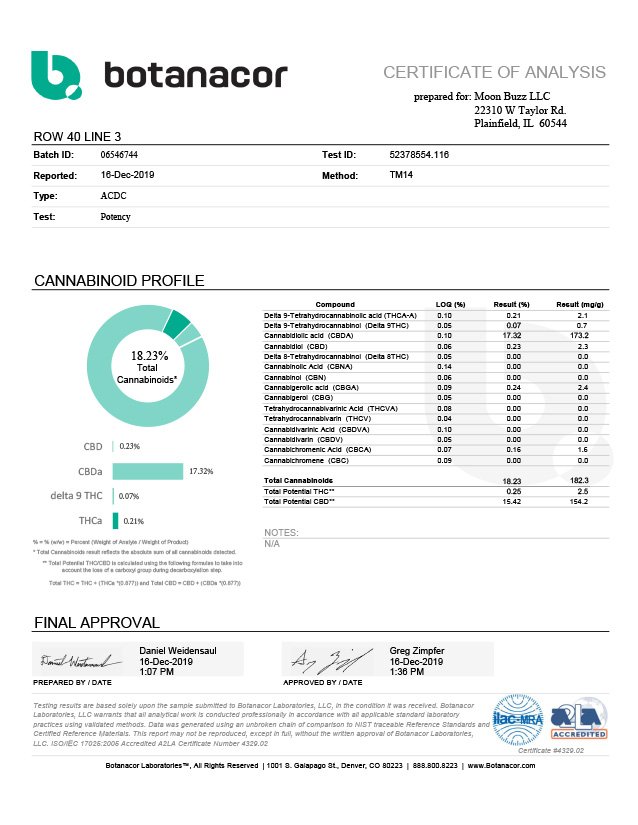 botanacor
CERTIFICATE OF ANALYSIS
prepared for: Moon Buzz LLC
22310 W Taylor Rd.
Plainfield, IL 60544
ROW 40 LINE 3
Batch ID: 06546744 Test ID: 52378554.116
Reported: 16-Dec-2019 Method: TM14
Type: ACDC
Test: Potency
CANNABINOID PROFILE
18.23%
Total
Cannabinoids*
CBD 0.23%
CBDa 17.32%
delta 9 THC 0.07%
THCa 0.21%
% = % (w/w) = Percent (Weight of Analyte / Weight of Product)
* Total Cannabinoids result reflects the absolute sum of all cannabinoids detected.
** Total Potential THC/CBD is calculated using the following formulas to take into
account the loss of a carboxyl group during decarboxylation step.
Total THC = THC + (THCa *(0.877)) and Total CBD = CBD + (CBDa *(0.877))
Compound LOQ (%) Result (%) Result (mg/g)
Delta 9-Tetrahydrocannabinolic acid (THCA-A) 0.10 0.21 2.1
Delta 9-Tetrahydrocannabinol (Delta 9THC) 0.05 0.07 0.7
Cannabidiolic acid (CBDA) 0.10 17.32 173.2
Cannabidiol (CBD) 0.06 0.23 2.3
Delta 8-Tetrahydrocannabinol (Delta 8THC) 0.05 0.00 0.0
Cannabinolic Acid (CBNA) 0.14 0.00 0.0
Cannabinol (CBN) 0.06 0.00 0.0
Cannabigerolic acid (CBGA) 0.09 0.24 2.4
Cannabigerol (CBG) 0.05 0.00 0.0
Tetrahydrocannabivarinic Acid (THCVA) 0.08 0.00 0.0
Tetrahydrocannabivarin (THCV) 0.04 0.00 0.0
Cannabidivarinic Acid (CBDVA) 0.10 0.00 0.0
Cannabidivarin (CBDV) 0.05 0.00 0.0
Cannabichromenic Acid (CBCA) 0.07 0.16 1.6
Cannabichromene (CBC) 0.09 0.00 0.0
Total Cannabinoids 18.23 182.3
Total Potential THC** 0.25 2.5
Total Potential CBD** 15.42 154.2
NOTES:
N/A
FINAL APPROVAL
Daniel Weidensaul
16-Dec-2019
1:07 PM
PREPARED BY / DATE
Greg Zimpfer
16-Dec-2019
1:36 PM
APPROVED BY / DATE
Testing results are based solely upon the sample submitted to Botanacor Laboratories, LLC, in the condition it was received. Botanacor
Laboratories, LLC warrants that all analytical work is conducted professionally in accordance with all applicable standard laboratory
practices using validated methods. Data was generated using an unbroken chain of comparison to NIST traceable Reference Standards and
Certified Reference Materials. This report may not be reproduced, except in full, without the written approval of Botanacor Laboratories,
LLC. ISO/IEC 17025:2005 Accredited A2LA Certificate Number 4329.02
ilac-MRA
A2LA
ACCREDITED
Certificate #4329.02
Botanacor Laboratories™, All Rights Reserved | 1001 S. Galapago St., Denver, CO 80223 | 888.800.8223 | www.Botanacor.com